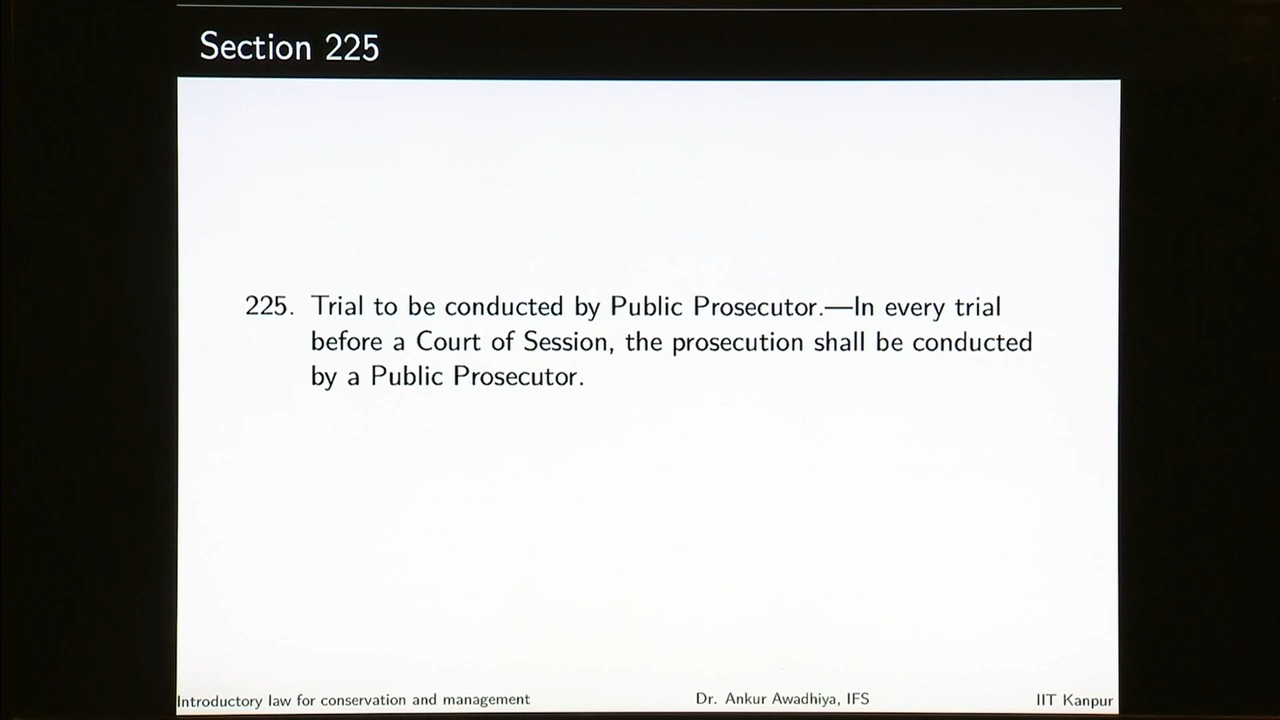 Section 225
225. Trial to be conducted by Public Prosecutor.—In every trial
before a Court of Session, the prosecution shall be conducted
by a Public Prosecutor.
Introductory law for conservation and management Dr. Ankur Awadhiya, IFS IIT Kanpur